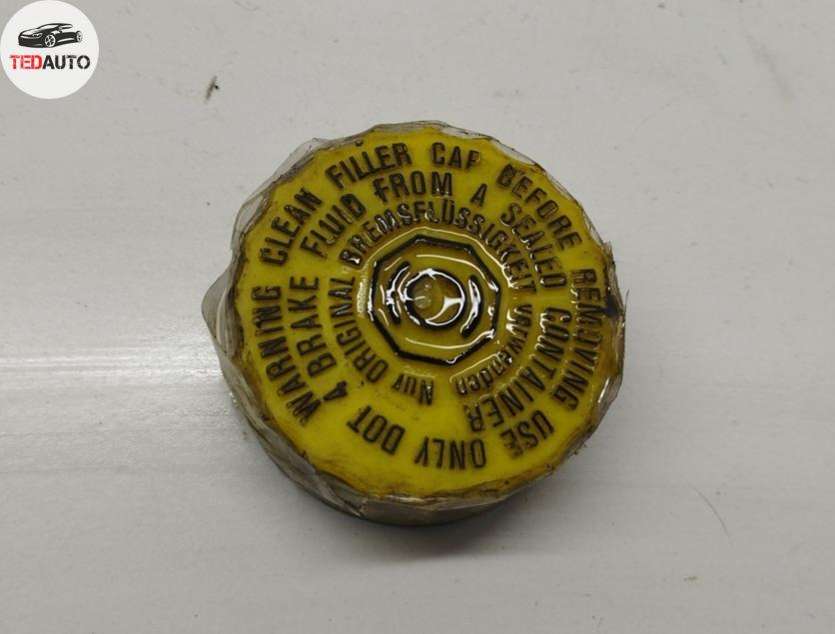 TEDAUTO
WARNING CLEAN FILLER CAP BEFORE REMOVING USE ONLY DOT
4 BRAKE FLUID FROM A SEALED CONTAINER
Nur ORIGINAL BREMSFLÜSSIGKEIT verwenden